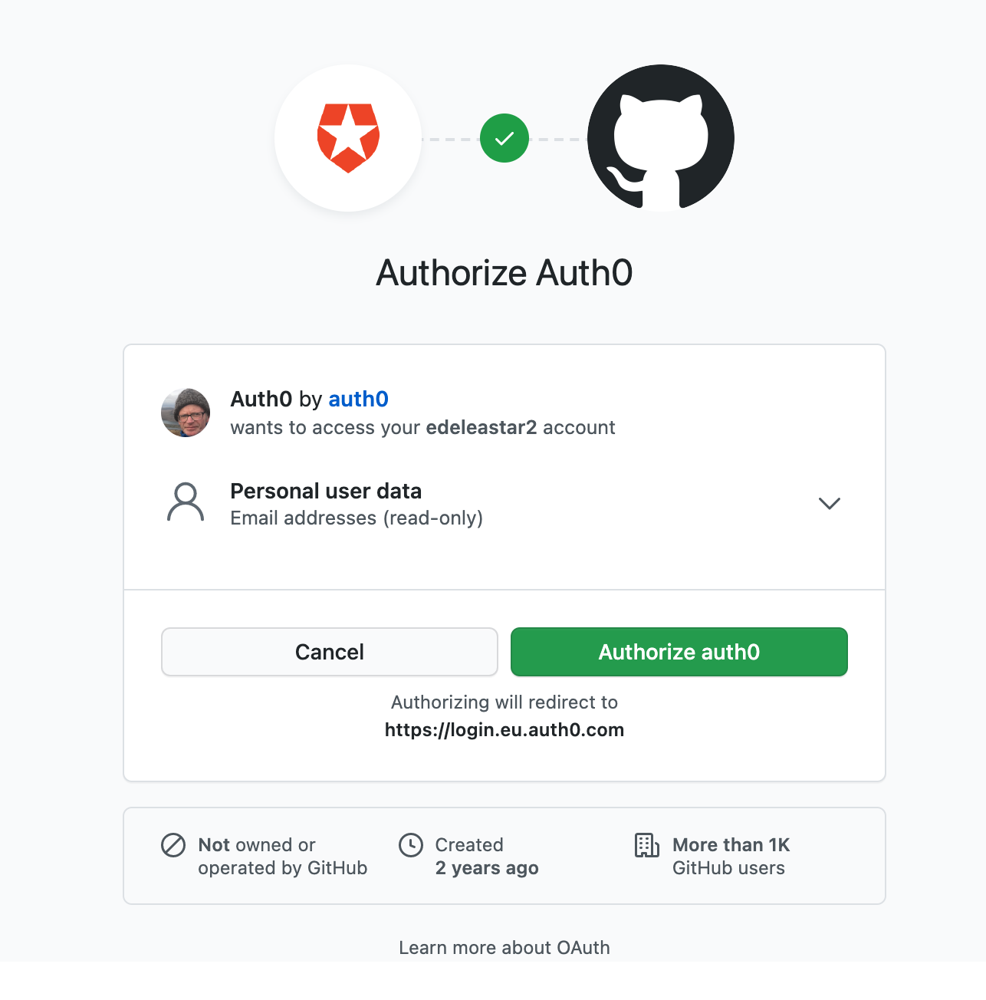 Authorize Auth0
Auth0 by auth0
wants to access your edeleastar2 account
Personal user data
Email addresses (read-only)
Cancel
Authorize auth0
Authorizing will redirect to
https://login.eu.auth0.com
Not owned or
operated by GitHub
Created
2 years ago
More than 1K
GitHub users
Learn more about OAuth